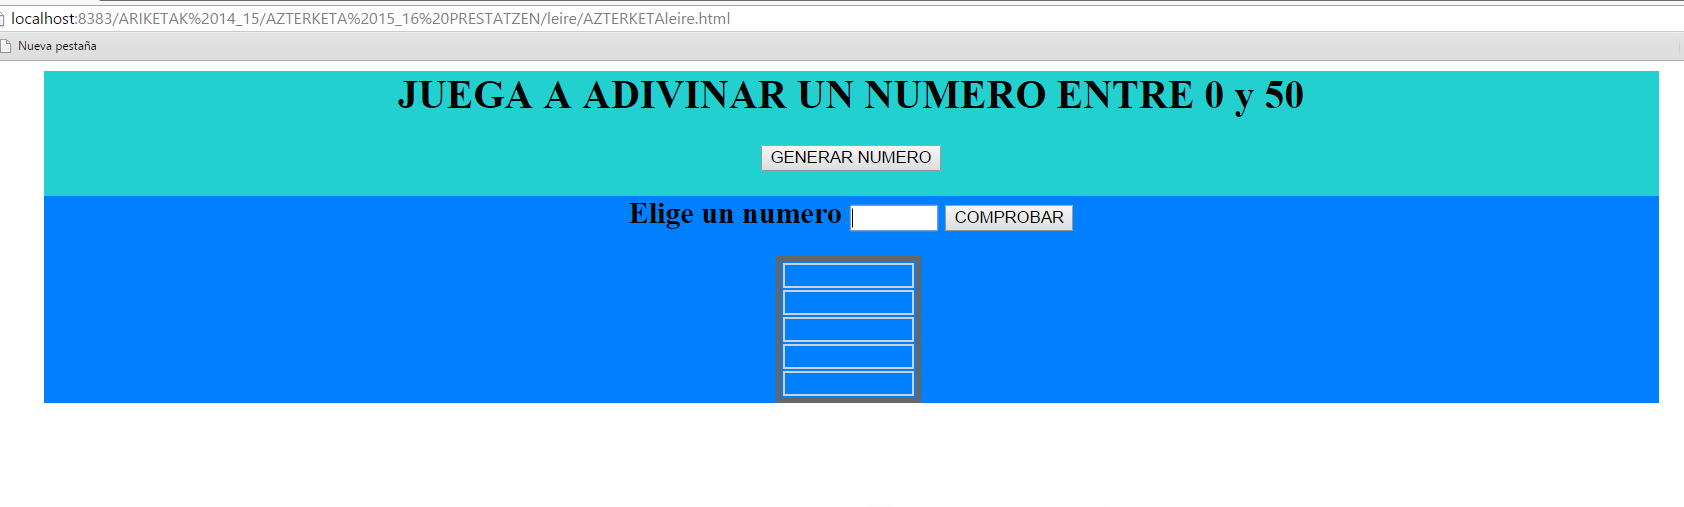 localhost:8383/ARIKETAK%2014_15/AZTERKETA%2015_16%20PRESTATZEN/leire/AZTERKETAleire.html
Nueva pestaña
JUEGA A ADIVINAR UN NUMERO ENTRE 0 y 50
GENERAR NUMERO
Elige un numero COMPROBAR